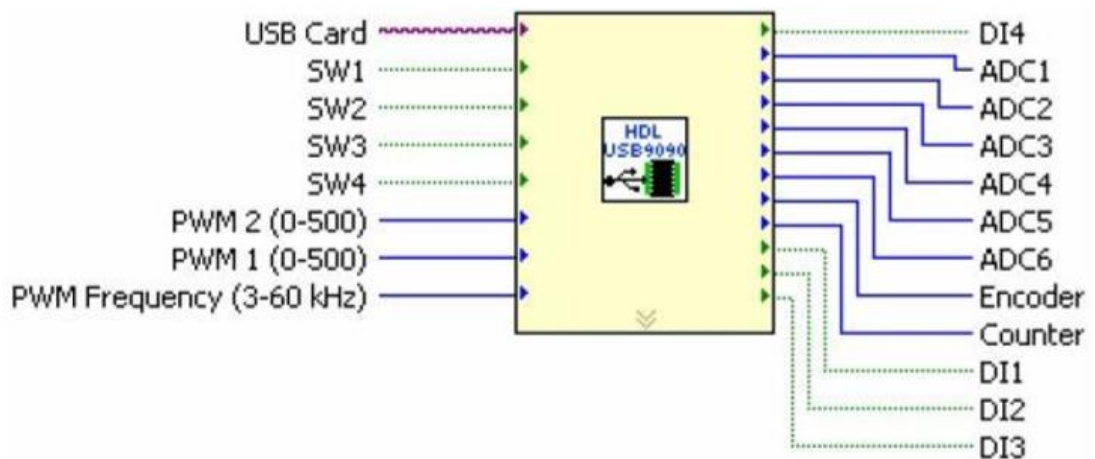 USB Card
SW1
SW2
SW3
SW4
PWM 2 (0-500)
PWM 1 (0-500)
PWM Frequency (3-60 kHz)
HDL
USB9090
DI4
ADC1
ADC2
ADC3
ADC4
ADC5
ADC6
Encoder
Counter
DI1
DI2
DI3